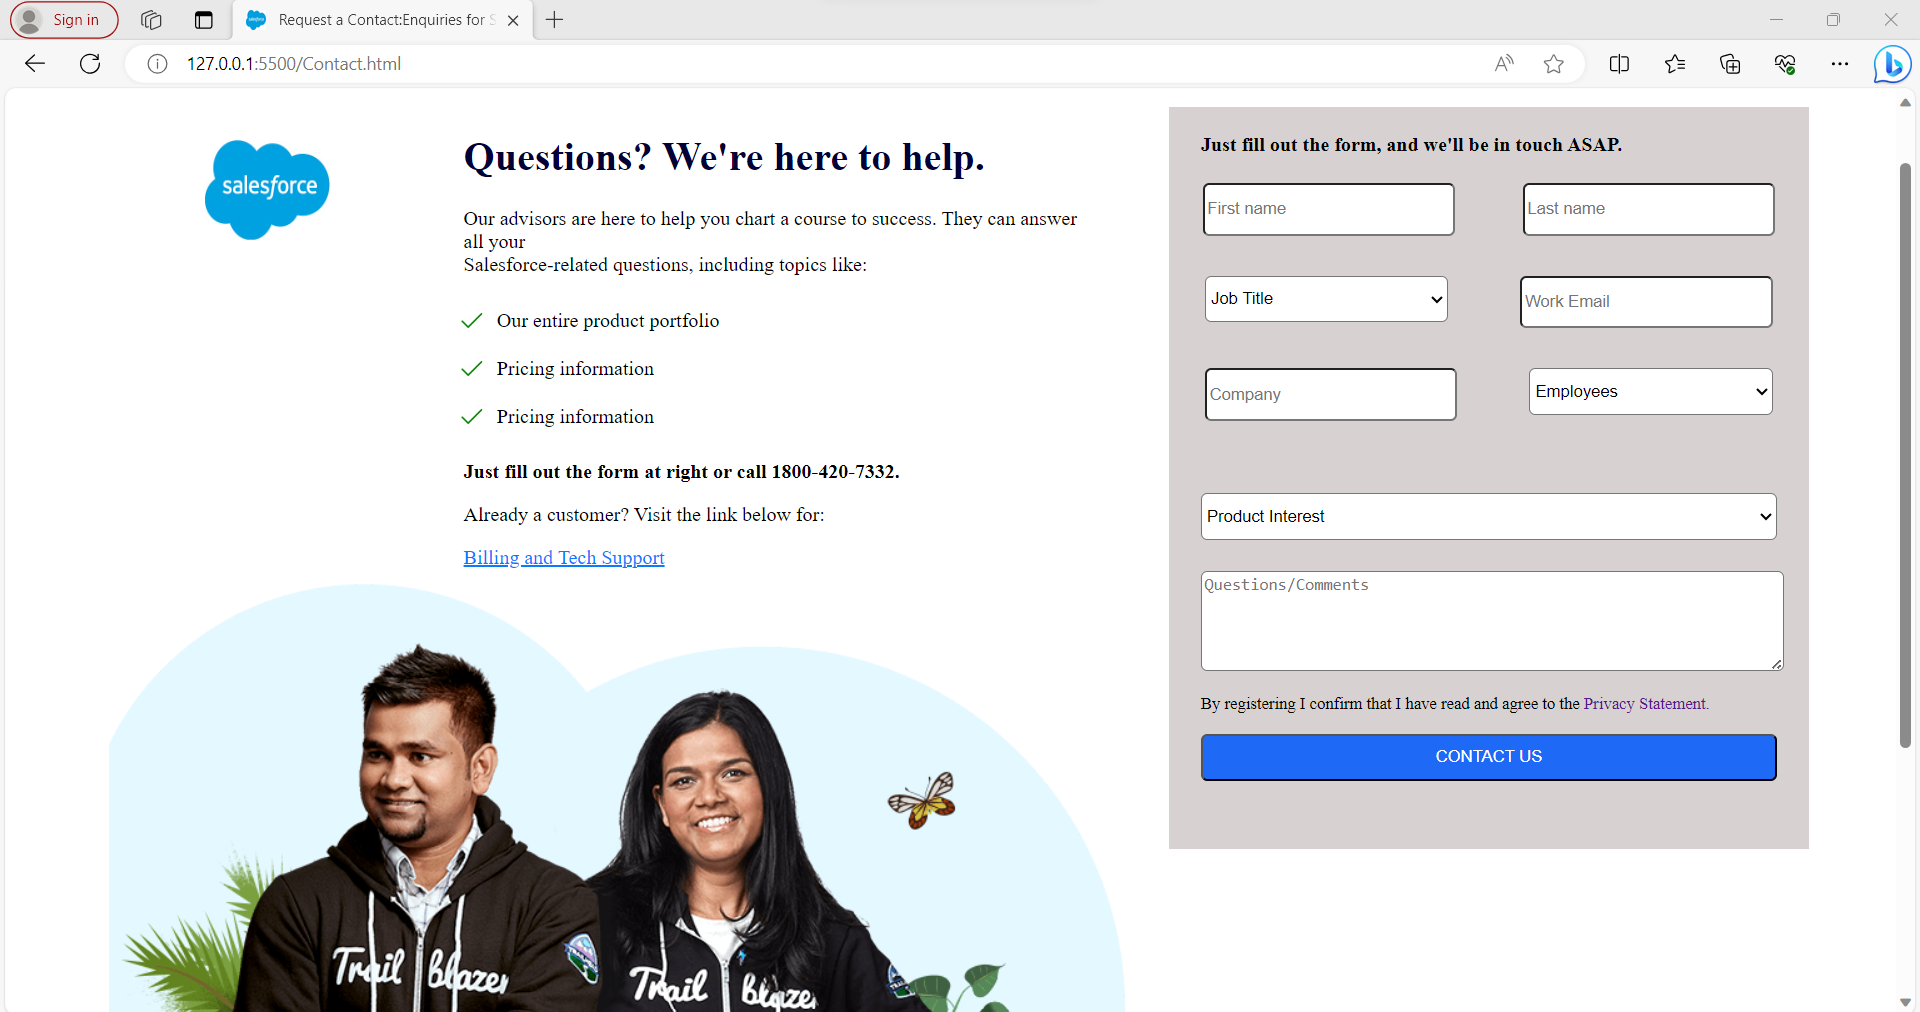 Sign in
Request a Contact:Enquiries for S
127.0.0.1:5500/Contact.html
salesforce
Questions? We're here to help.
Our advisors are here to help you chart a course to success. They can answer
all your
Salesforce-related questions, including topics like:
Our entire product portfolio
Pricing information
Pricing information
Just fill out the form at right or call 1800-420-7332.
Already a customer? Visit the link below for:
Billing and Tech Support
Trail blazer
Trail blazer
Just fill out the form, and we'll be in touch ASAP.
First name
Last name
Job Title
Work Email
Company
Employees
Product Interest
Questions/Comments
By registering I confirm that I have read and agree to the Privacy Statement.
CONTACT US